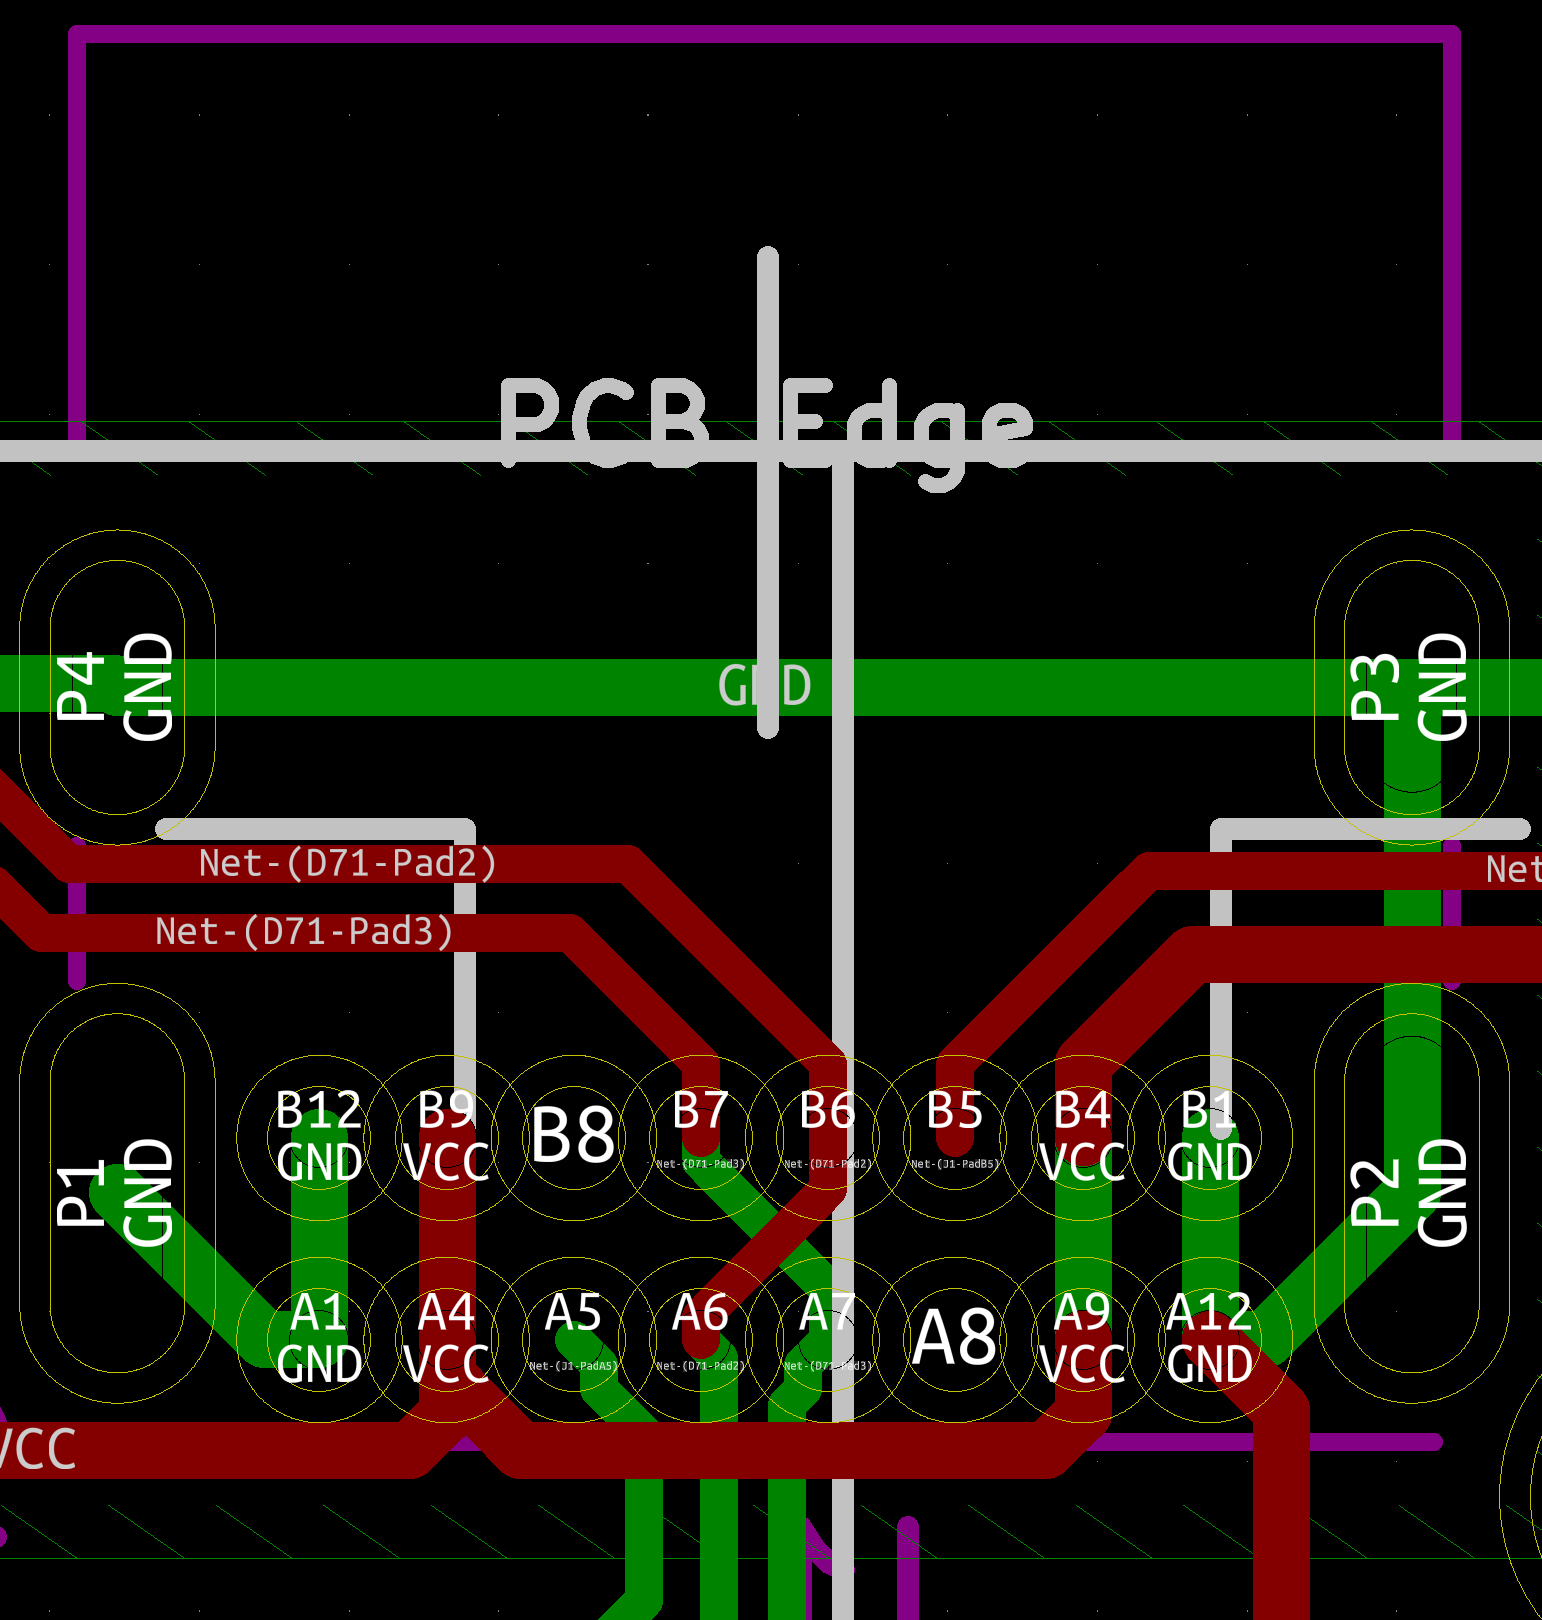 PCB Edge
P4
GND
GND
P3
GND
Net-(D71-Pad2)
Net
Net-(D71-Pad3)
P1
GND
B12
GND
B9
VCC
B8
B7
Net-(D71-Pad3)
B6
Net-(D71-Pad2)
B5
Net-(J1-PadB5)
B4
VCC
B1
GND
P2
GND
A1
GND
A4
VCC
A5
Net-(J1-PadA5)
A6
Net-(D71-Pad2)
A7
Net-(D71-Pad3)
A8
A9
VCC
A12
GND
VCC